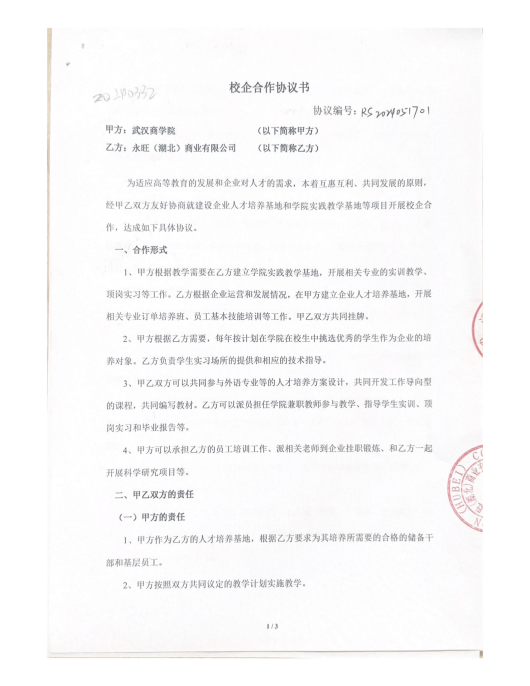 校企合作协议书
协议编号：RS2024051701
甲方：武汉商学院 （以下简称甲方）
乙方：永旺（湖北）商业有限公司 （以下简称乙方）
为适应高等教育的发展和企业对人才的需求，本着互惠互利、共同发展的原则，
经甲乙双方友好协商就建设企业人才培养基地和学院实践教学基地等项目开展校企合
作，达成如下具体协议。
一、合作形式
1、甲方根据教学需要在乙方建立学院实践教学基地，开展相关专业的实训教学、
顶岗实习等工作。乙方根据企业运营和发展情况，在甲方建立企业人才培养基地，开展
相关专业订单培养班、员工基本技能培训等工作。甲乙双方共同挂牌。
2、甲方根据乙方需要，每年按计划在学院在校生中挑选优秀的学生作为企业的培
养对象。乙方负责学生实习场所的提供和相应的技术指导。
3、甲乙双方可以共同参与外语专业等的人才培养方案设计，共同开发工作导向型
的课程，共同编写教材。乙方可以派员担任学院兼职教师参与教学、指导学生实训、顶
岗实习和毕业报告等。
4、甲方可以承担乙方的员工培训工作、派相关老师到企业挂职锻炼、和乙方一起
开展科学研究项目等。
二、甲乙双方的责任
（一）甲方的责任
1、甲方作为乙方的人才培养基地，根据乙方要求为其培养所需要的合格的储备干
部和基层员工。
2、甲方按照双方共同议定的教学计划实施教学。
(HUBEI) CO
1 / 3